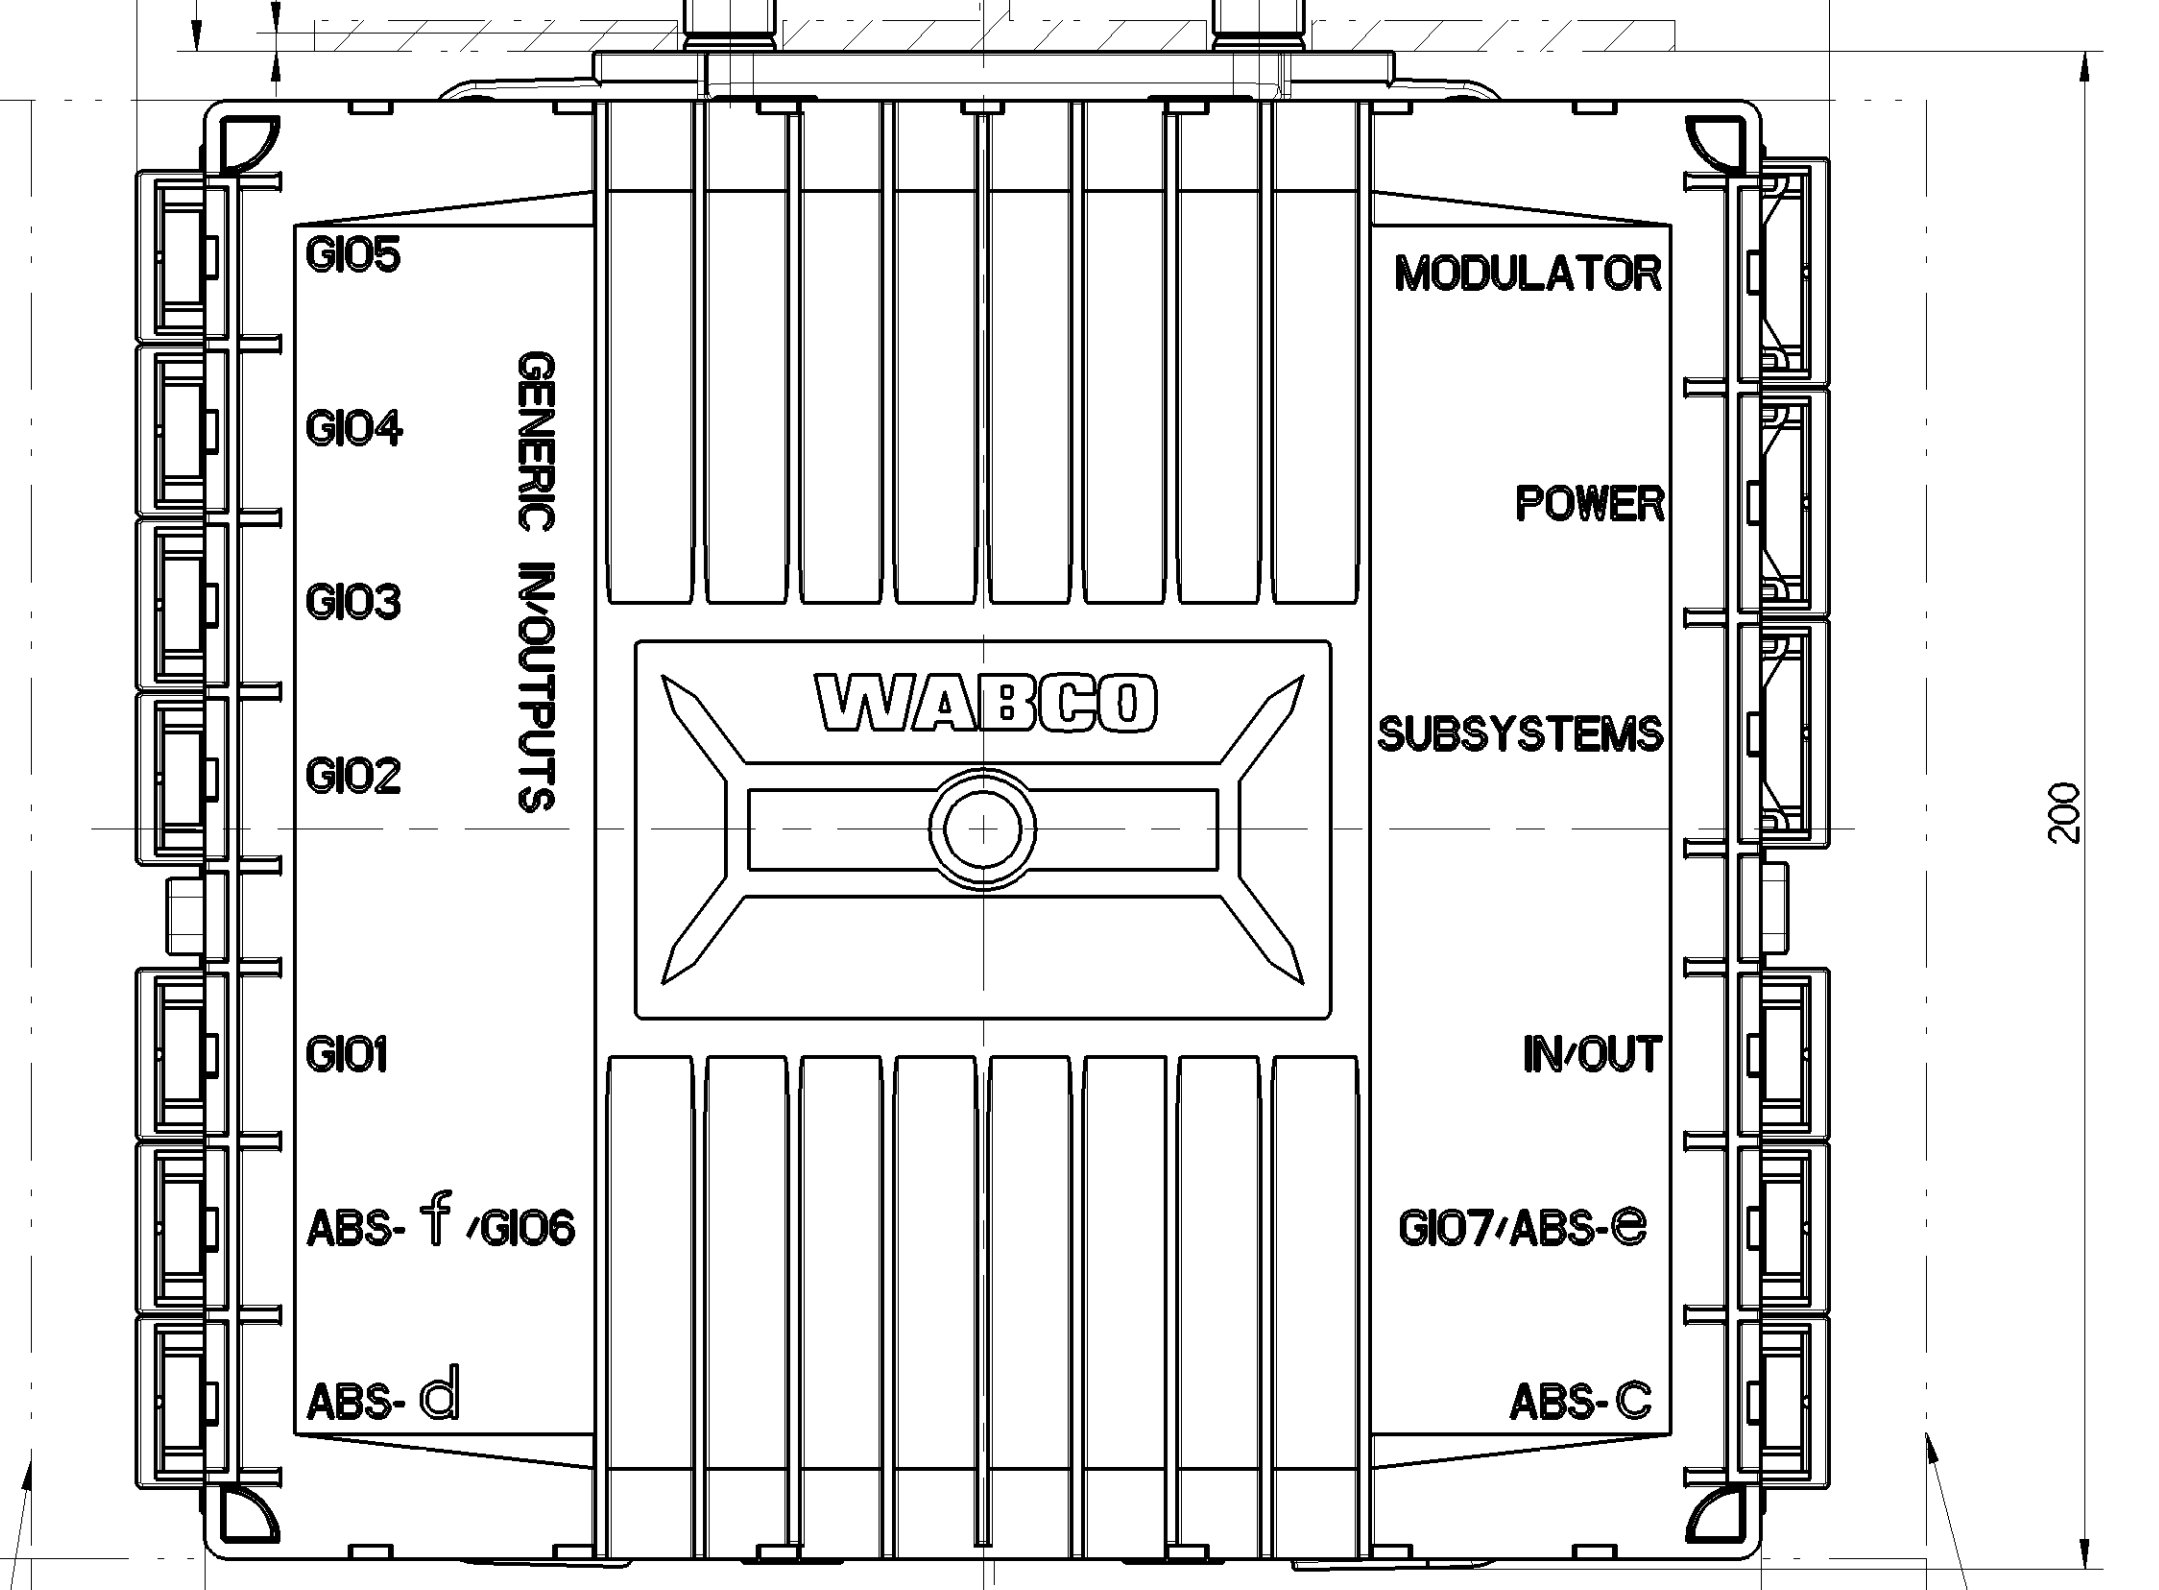 GIO5
MODULATOR
GIO4
GENERIC IN/OUTPUTS
POWER
GIO3
WABCO
SUBSYSTEMS
GIO2
200
GIO1
IN/OUT
ABS-f/GIO6
GIO7/ABS-e
ABS-d
ABS-c